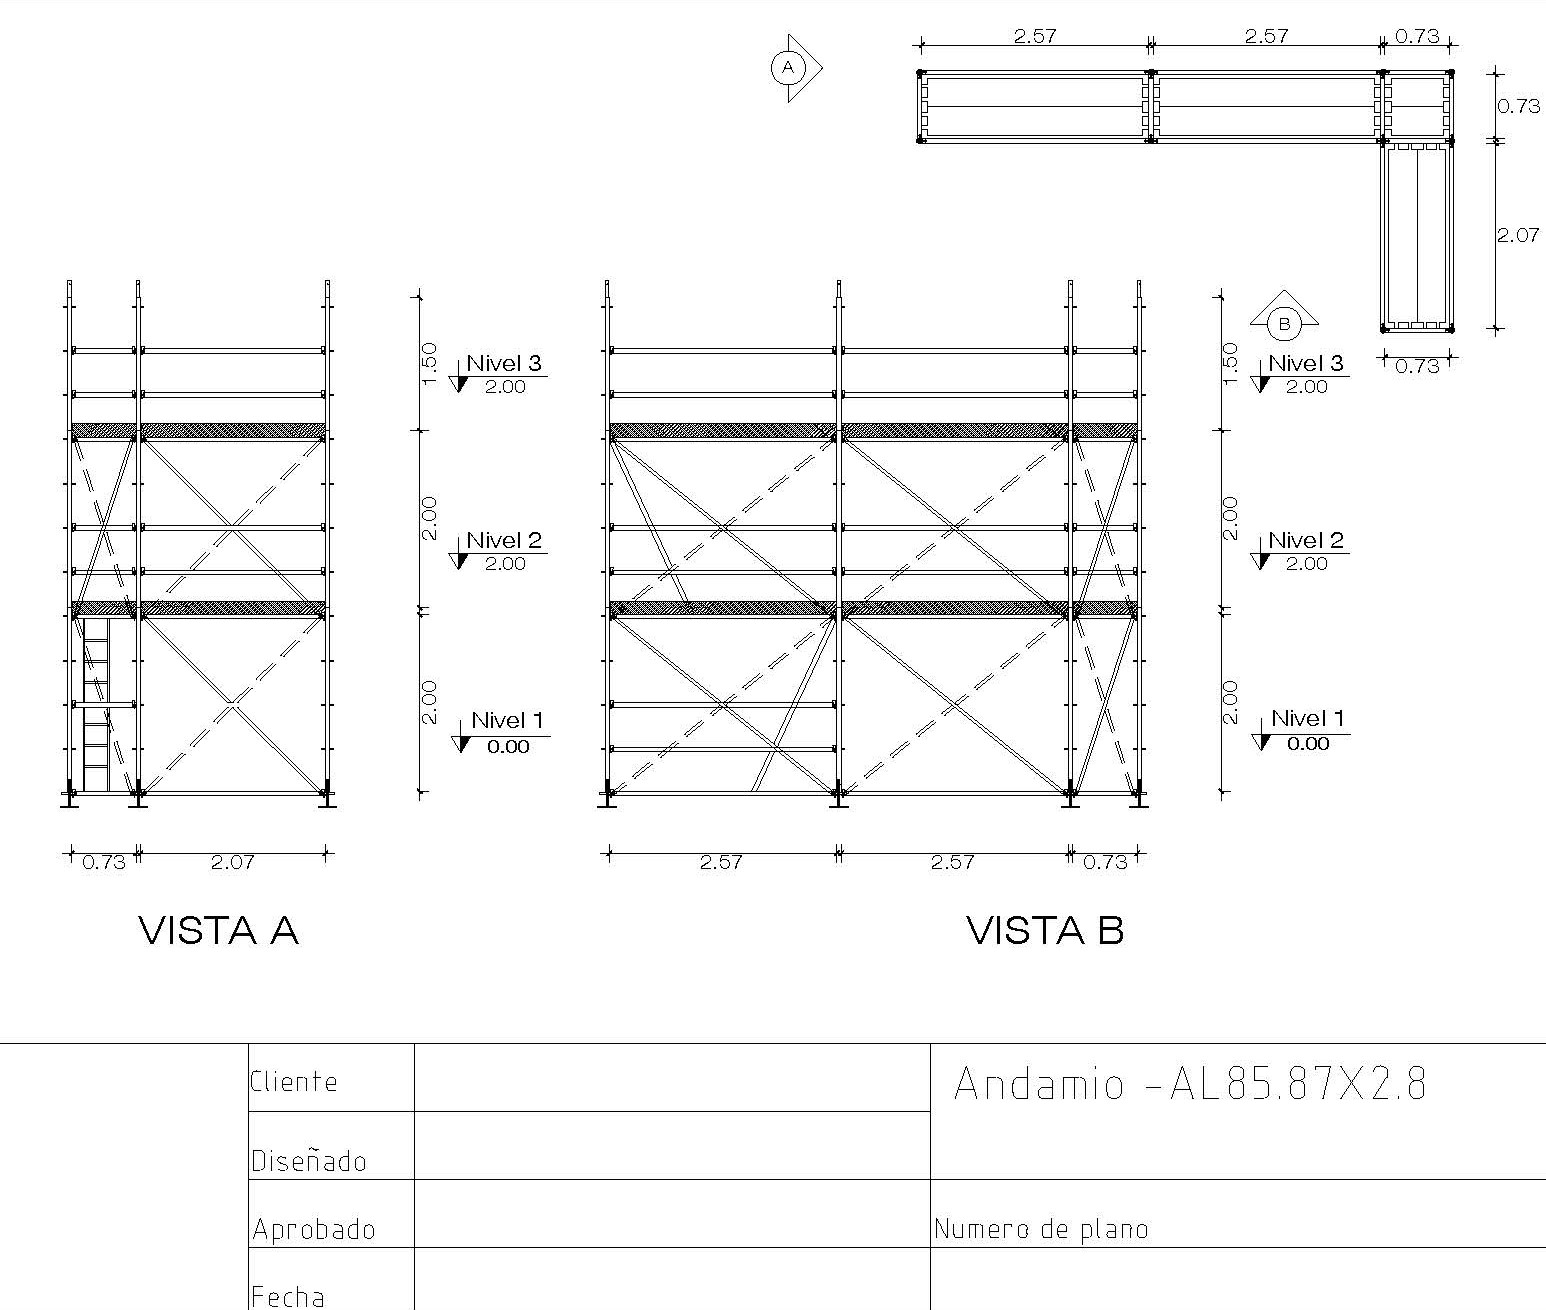 2.57 2.57 0.73
A
0.73
2.07
B
0.73
1.50
Nivel 3
2.00
2.00
Nivel 2
2.00
2.00
Nivel 1
0.00
0.73 2.07
VISTA A
1.50
Nivel 3
2.00
2.00
Nivel 2
2.00
2.00
Nivel 1
0.00
2.57 2.57 0.73
VISTA B
Cliente
Andamio -AL85.87X2.8
Diseñado
Aprobado
Numero de plano
Fecha